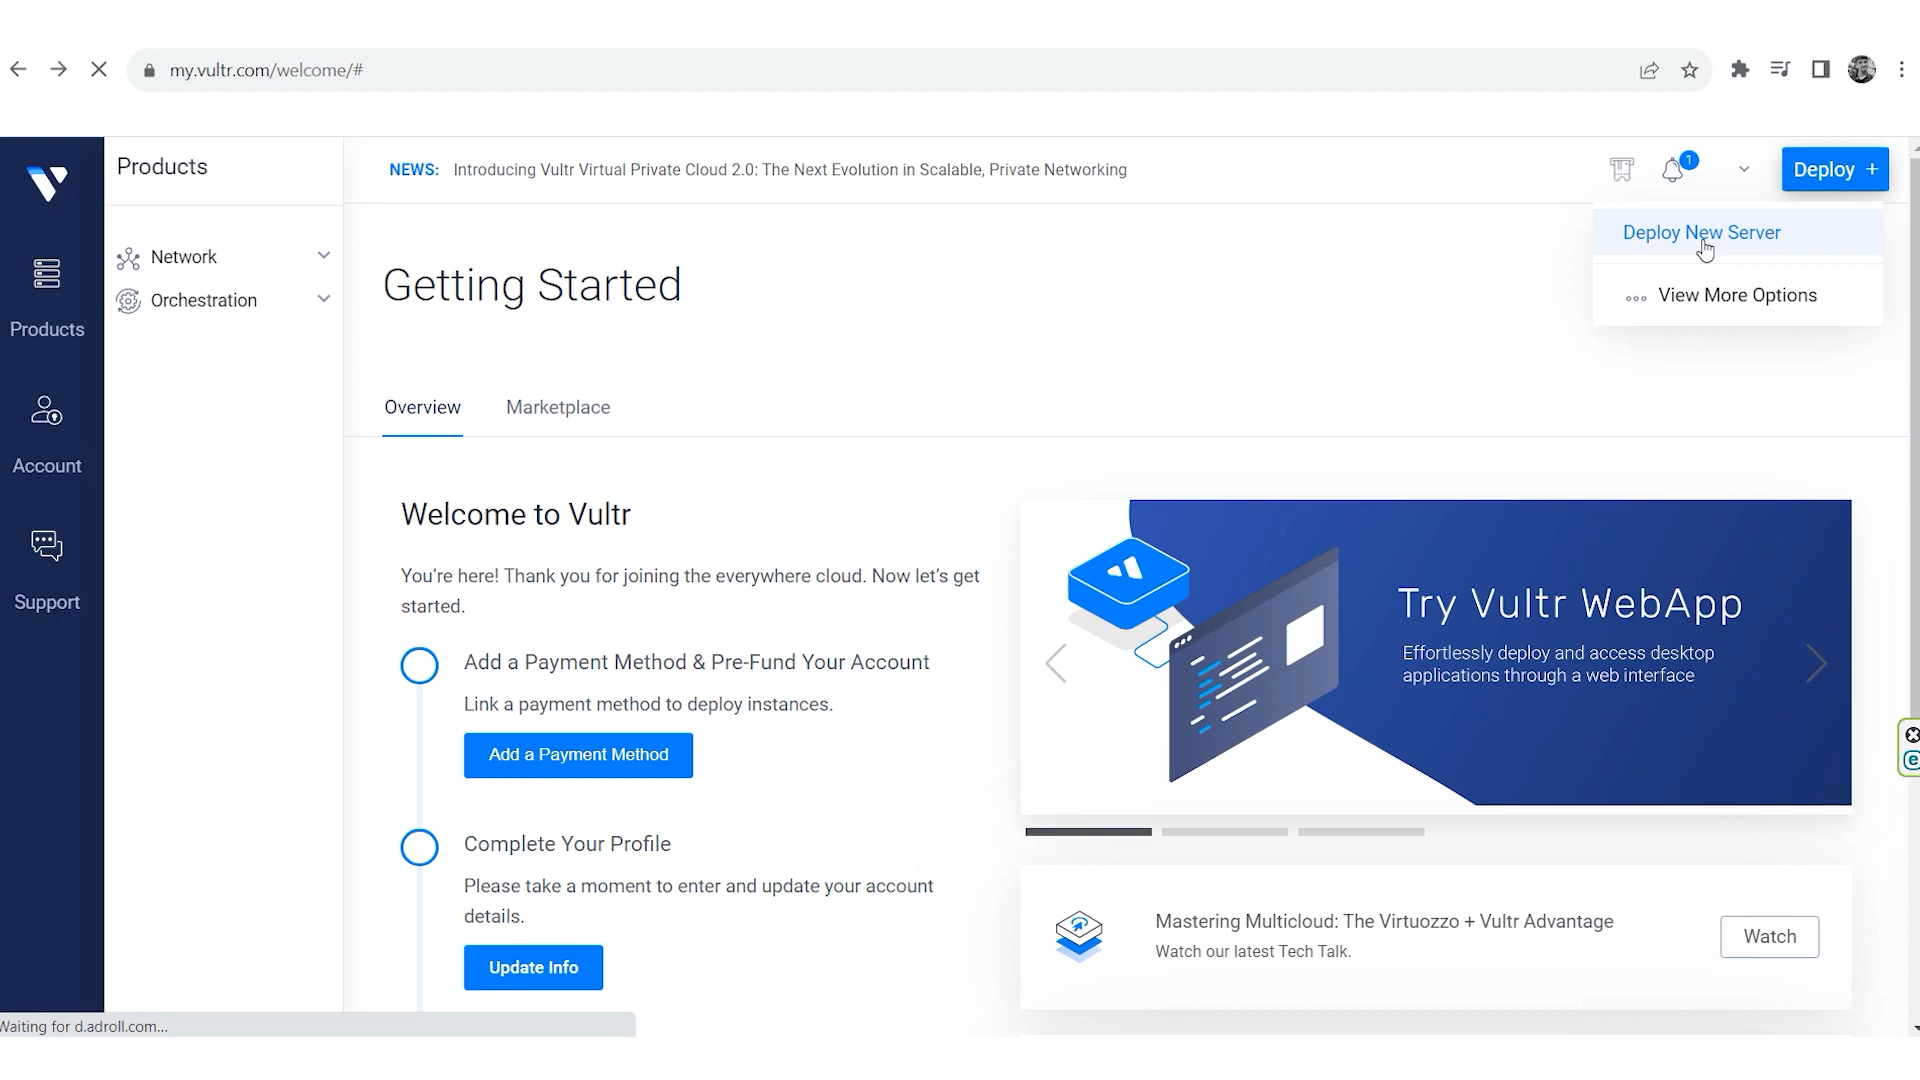 my.vultr.com/welcome/#
Products
NEWS: Introducing Vultr Virtual Private Cloud 2.0: The Next Evolution in Scalable, Private Networking
1
Deploy +
Deploy New Server
View More Options
Products
Account
Support
Network
Orchestration
Getting Started
Overview
Marketplace
Welcome to Vultr
You're here! Thank you for joining the everywhere cloud. Now let's get
started.
Add a Payment Method & Pre-Fund Your Account
Link a payment method to deploy instances.
Add a Payment Method
Complete Your Profile
Please take a moment to enter and update your account
details.
Update Info
Try Vultr WebApp
Effortlessly deploy and access desktop
applications through a web interface
Mastering Multicloud: The Virtuozzo + Vultr Advantage
Watch our latest Tech Talk.
Watch
Waiting for d.adroll.com...